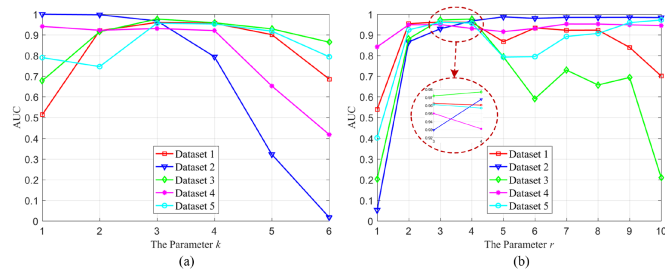 1
0.9
0.8
0.7
0.6
0.5
0.4
0.3
0.2
0.1
0
AUC
Dataset 1
Dataset 2
Dataset 3
Dataset 4
Dataset 5
1 2 3 4 5 6
The Parameter k
(a)
1
0.9
0.8
0.7
0.6
0.5
0.4
0.3
0.2
0.1
0
AUC
Dataset 1
Dataset 2
Dataset 3
Dataset 4
Dataset 5
1 2 3 4 5 6 7 8 9 10
The Parameter r
(b)